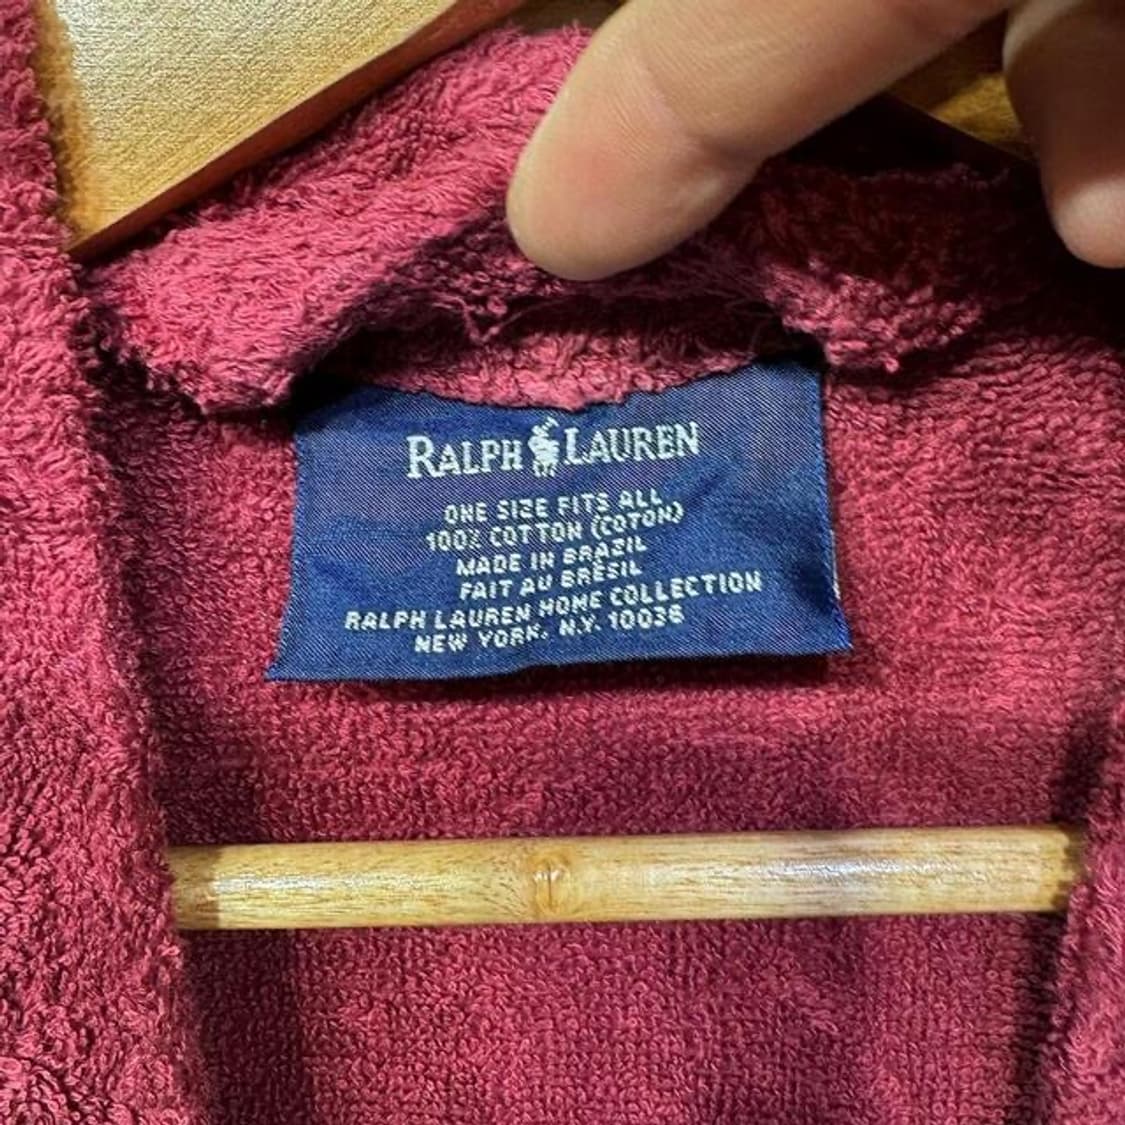 RALPH LAUREN
ONE SIZE FITS ALL
100% COTTON (COTON)
MADE IN BRAZIL
FAIT AU BRÉSIL
RALPH LAUREN HOME COLLECTION
NEW YORK, N.Y. 10036